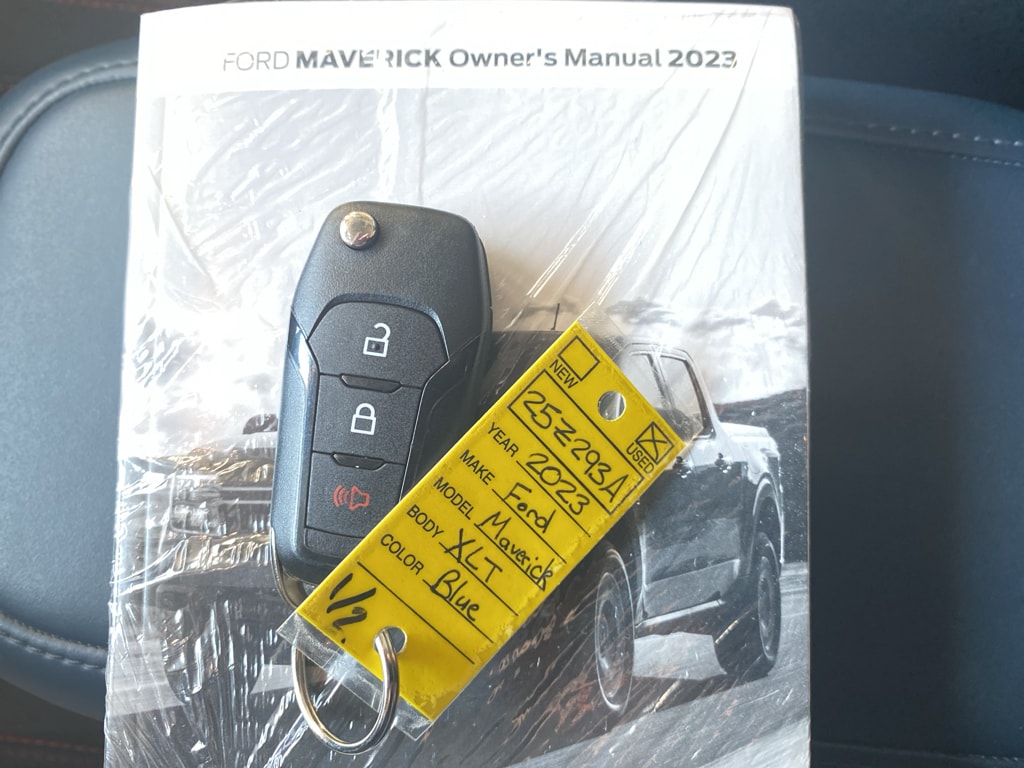 FORD MAVERICK Owner's Manual 2023
NEW
USED
25Z293A
YEAR 2023
MAKE Ford
MODEL Maverick
BODY XLT
COLOR Blue
1/2.